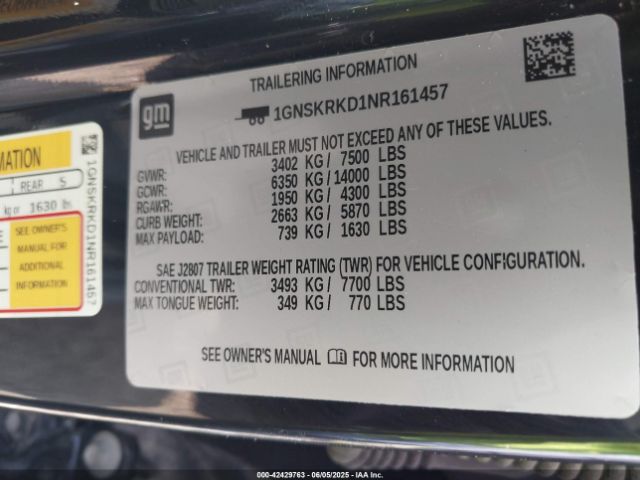 TRAILERING INFORMATION
gm
1GNSKRKD1NR161457
VEHICLE AND TRAILER MUST NOT EXCEED ANY OF THESE VALUES.
GVWR: 3402 KG / 7500 LBS
GCWR: 6350 KG / 14000 LBS
RGAWR: 1950 KG / 4300 LBS
CURB WEIGHT: 2663 KG / 5870 LBS
MAX PAYLOAD: 739 KG / 1630 LBS
SAE J2807 TRAILER WEIGHT RATING (TWR) FOR VEHICLE CONFIGURATION.
CONVENTIONAL TWR: 3493 KG / 7700 LBS
MAX TONGUE WEIGHT: 349 KG / 770 LBS
SEE OWNER'S MANUAL FOR MORE INFORMATION
REAR 5
kg or 1630 lbs
SEE OWNER'S
MANUAL FOR
ADDITIONAL
INFORMATION
1GNSKRKD1NR161457
000-42429763 - 06/05/2025 - IAA Inc.